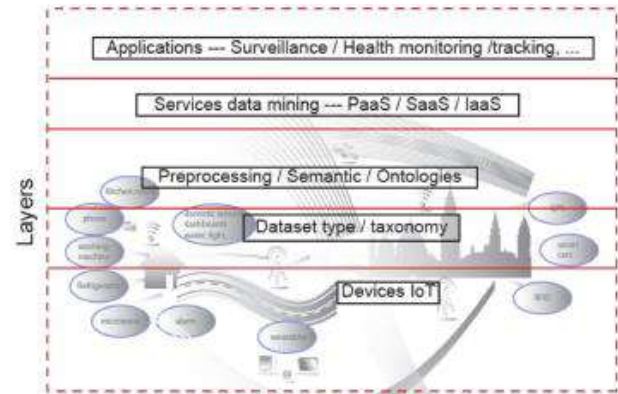 Layers
Applications --- Surveillance / Health monitoring /tracking, ...
Services data mining --- PaaS / SaaS / IaaS
Preprocessing / Semantic / Ontologies
Dataset type / taxonomy
phone
washing
machine
Refrigerator
microwave
alarm
Devices IoT
smart
cars